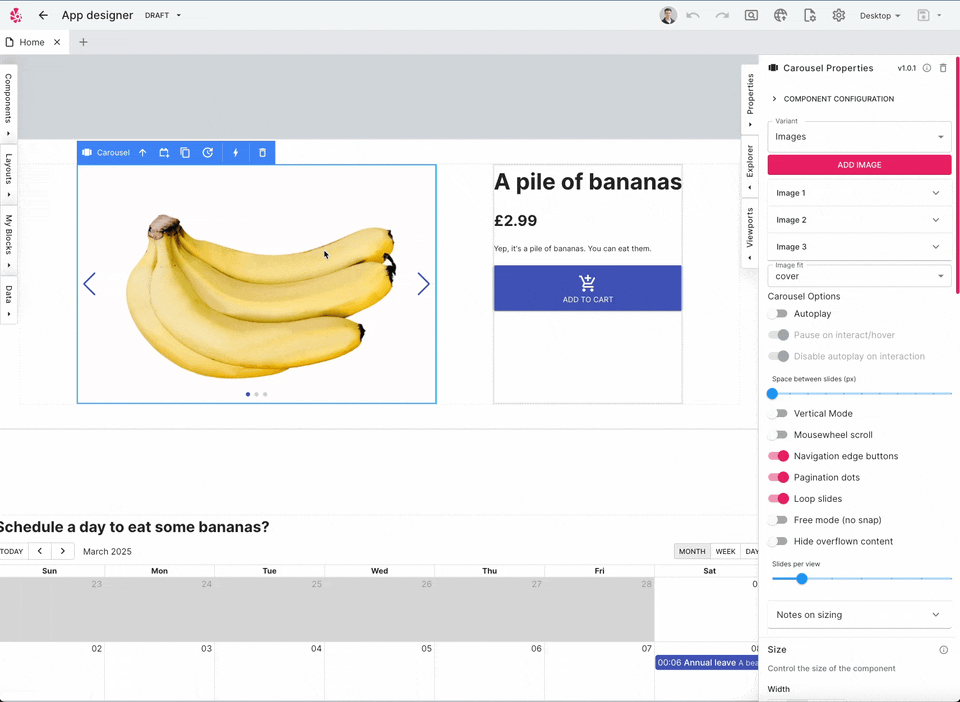 App designer DRAFT Desktop
Home
Components
Layouts
My Blocks
Data
Carousel
A pile of bananas
£2.99
Yep, it's a pile of bananas. You can eat them.
ADD TO CART
Schedule a day to eat some bananas?
TODAY March 2025 MONTH WEEK DAY
Sun Mon Tue Wed Thu Fri Sat
23 24 25 26 27 28 0
02 03 04 05 06 07 08
00:06 Annual leave A bea
Properties
Explorer
Viewports
Carousel Properties v1.0.1
COMPONENT CONFIGURATION
Variant
Images
ADD IMAGE
Image 1
Image 2
Image 3
Image fit
cover
Carousel Options
Autoplay
Pause on interact/hover
Disable autoplay on interaction
Space between slides (px)
Vertical Mode
Mousewheel scroll
Navigation edge buttons
Pagination dots
Loop slides
Free mode (no snap)
Hide overflown content
Slides per view
Notes on sizing
Size
Control the size of the component
Width